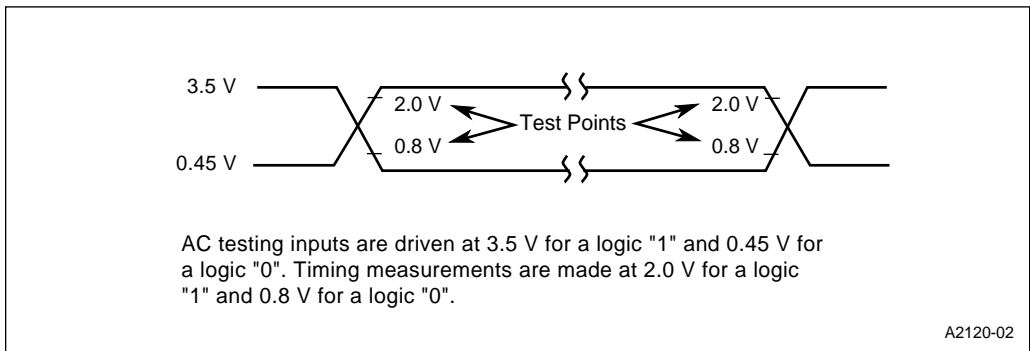 3.5 V
2.0 V
2.0 V
Test Points
0.8 V
0.8 V
0.45 V
AC testing inputs are driven at 3.5 V for a logic "1" and 0.45 V for
a logic "0". Timing measurements are made at 2.0 V for a logic
"1" and 0.8 V for a logic "0".
A2120-02